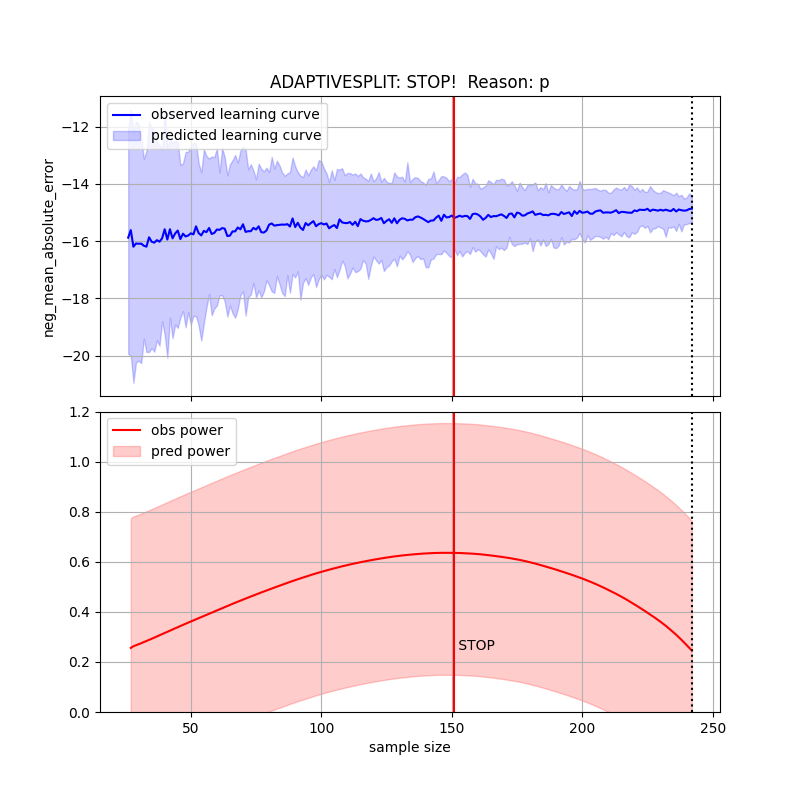 ADAPTIVESPLIT: STOP!  Reason: p
observed learning curve
predicted learning curve
neg_mean_absolute_error
−12
−14
−16
−18
−20
obs power
pred power
1.2
1.0
0.8
0.6
0.4
0.2
0.0
STOP
50 100 150 200 250
sample size